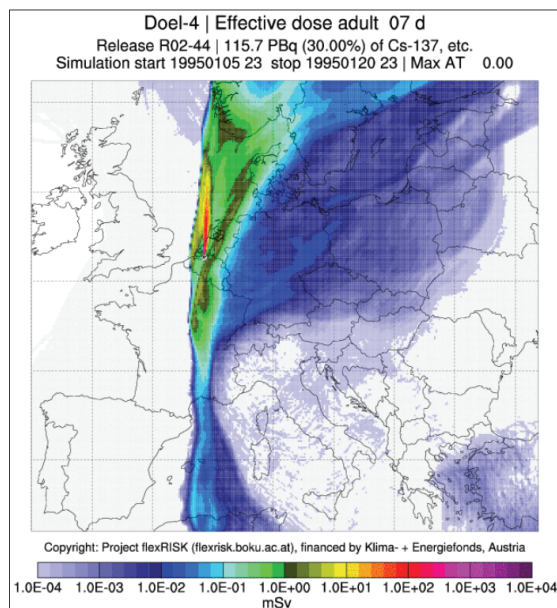 Doel-4 | Effective dose adult 07 d
Release R02-44 | 115.7 PBq (30.00%) of Cs-137, etc.
Simulation start 19950105 23 stop 19950120 23 | Max AT 0.00
Copyright: Project flexRISK (flexrisk.boku.ac.at), financed by Klima- + Energiefonds, Austria
1.0E-04 1.0E-03 1.0E-02 1.0E-01 1.0E+00 1.0E+01 1.0E+02 1.0E+03 1.0E+04
mSv